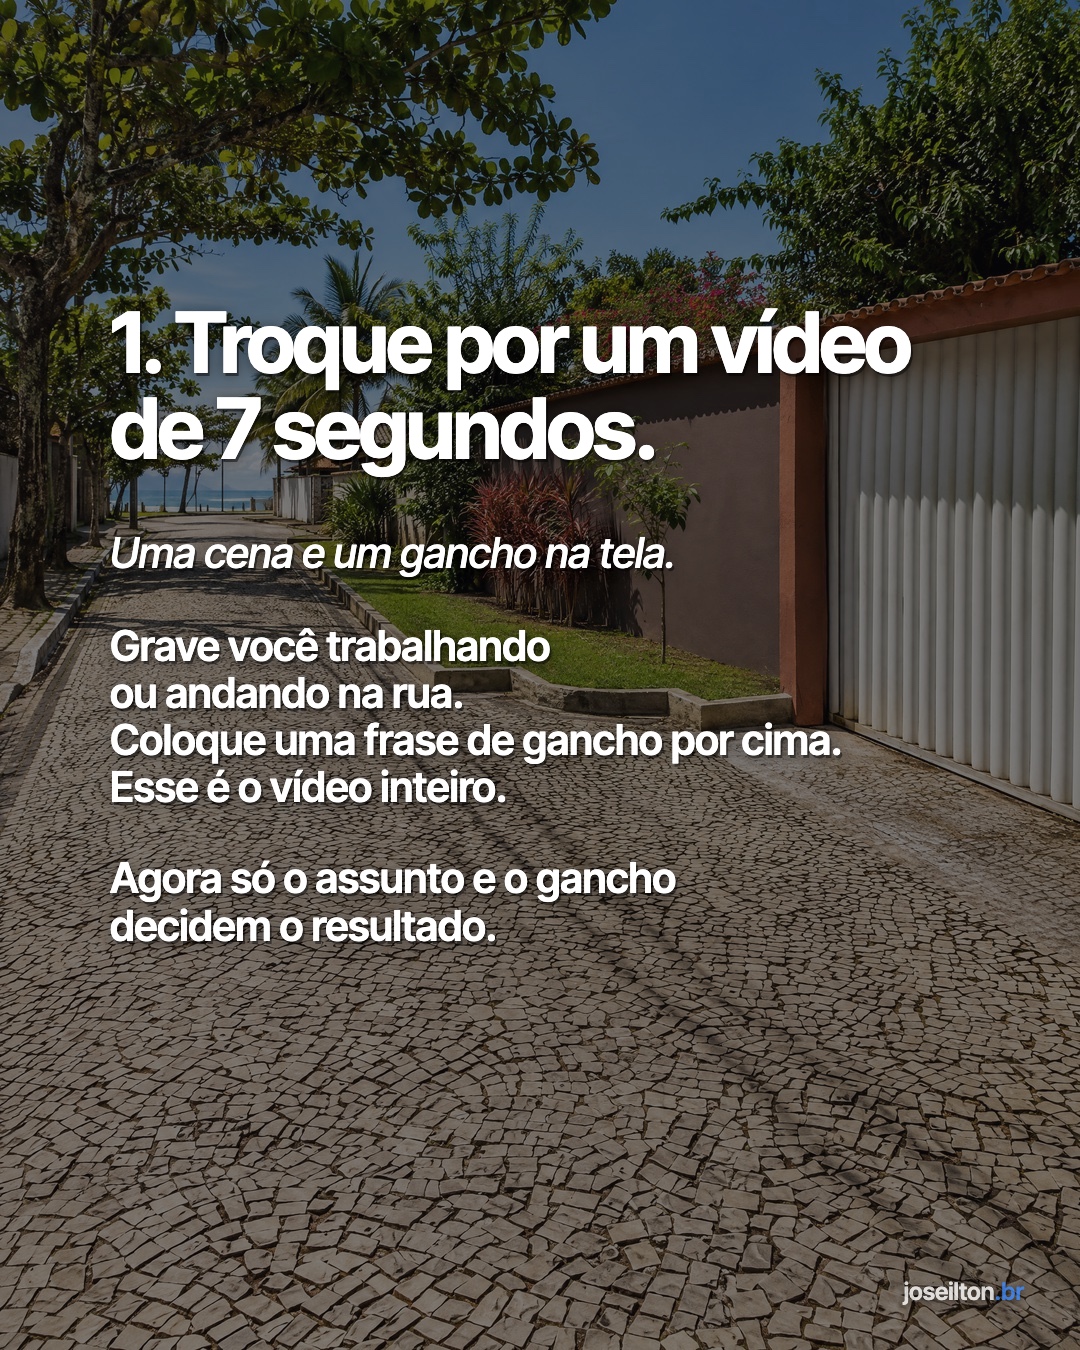 1. Troque por um vídeo
de 7 segundos.
Uma cena e um gancho na tela.
Grave você trabalhando
ou andando na rua.
Coloque uma frase de gancho por cima.
Esse é o vídeo inteiro.
Agora só o assunto e o gancho
decidem o resultado.
joseilton.br